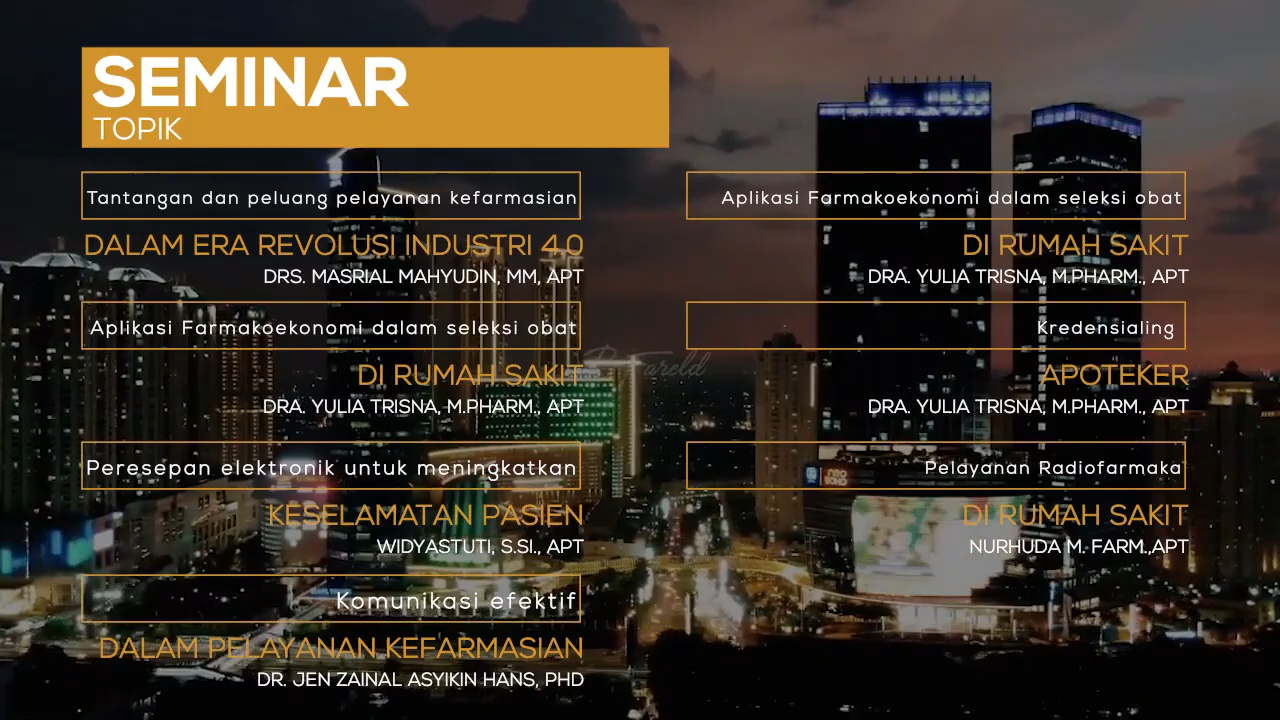 SEMINAR
TOPIK
Tantangan dan peluang pelayanan kefarmasian
DALAM ERA REVOLUSI INDUSTRI 4.0
DRS. MASRIAL MAHYUDIN, MM, APT
Aplikasi Farmakoekonomi dalam seleksi obat
DI RUMAH SAKIT
DRA. YULIA TRISNA, M.PHARM., APT
Peresepan elektronik untuk meningkatkan
KESELAMATAN PASIEN
WIDYASTUTI, S.SI., APT
Komunikasi efektif
DALAM PELAYANAN KEFARMASIAN
DR. JEN ZAINAL ASYIKIN HANS, PHD
Aplikasi Farmakoekonomi dalam seleksi obat
DI RUMAH SAKIT
DRA. YULIA TRISNA, M.PHARM., APT
Kredensialing
APOTEKER
DRA. YULIA TRISNA, M.PHARM., APT
Pelayanan Radiofarmaka
DI RUMAH SAKIT
NURHUDA M. FARM.,APT
neo
SOHO